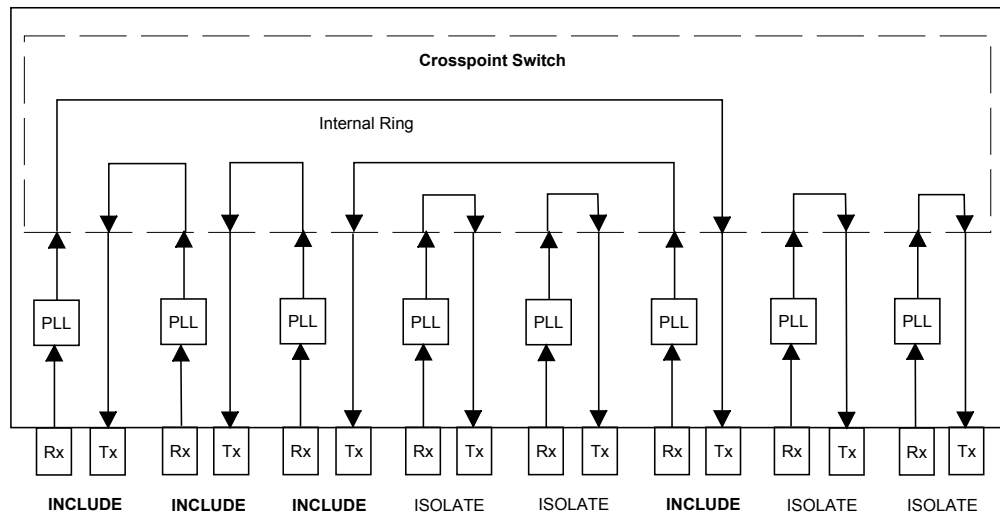 Crosspoint Switch
Internal Ring
PLL PLL PLL PLL PLL PLL PLL PLL
Rx Tx Rx Tx Rx Tx Rx Tx Rx Tx Rx Tx Rx Tx Rx Tx
INCLUDE INCLUDE INCLUDE ISOLATE ISOLATE INCLUDE ISOLATE ISOLATE